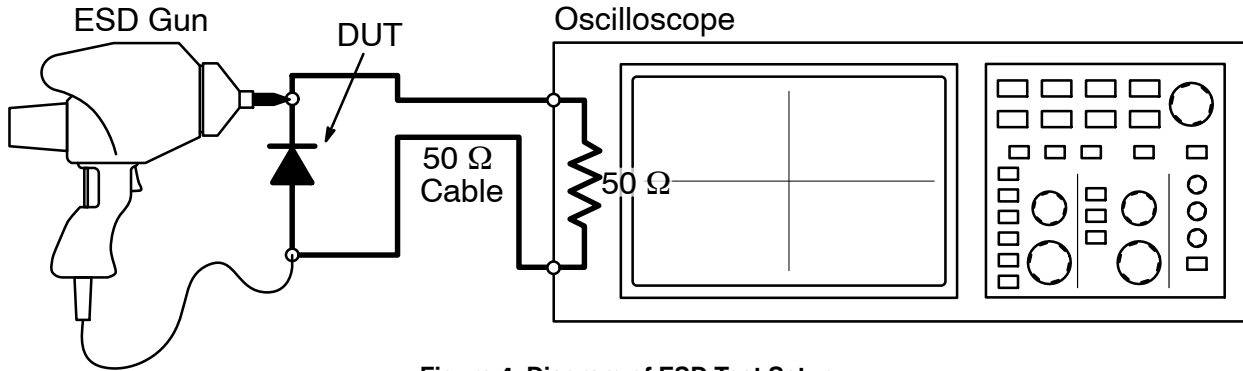 ESD Gun
DUT
Oscilloscope
50 Ω
Cable
50 Ω